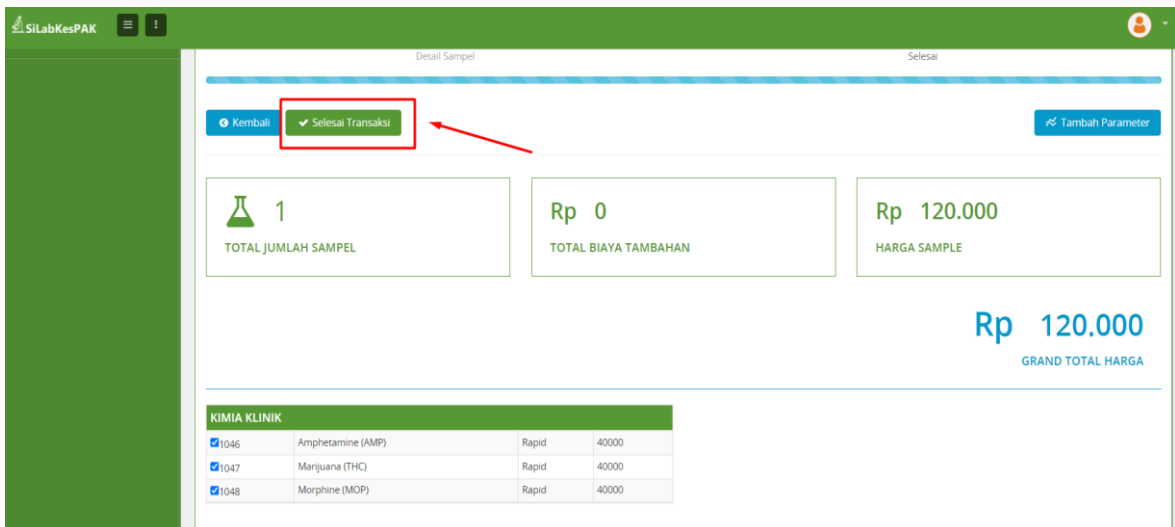 SiLabKesPAK
Detail Sampel Selesai
Kembali Selesai Transaksi Tambah Parameter
1 Rp 0 Rp 120.000
TOTAL JUMLAH SAMPEL TOTAL BIAYA TAMBAHAN HARGA SAMPLE
Rp 120.000
GRAND TOTAL HARGA
KIMIA KLINIK
1046 Amphetamine (AMP) Rapid 40000
1047 Marijuana (THC) Rapid 40000
1048 Morphine (MOP) Rapid 40000